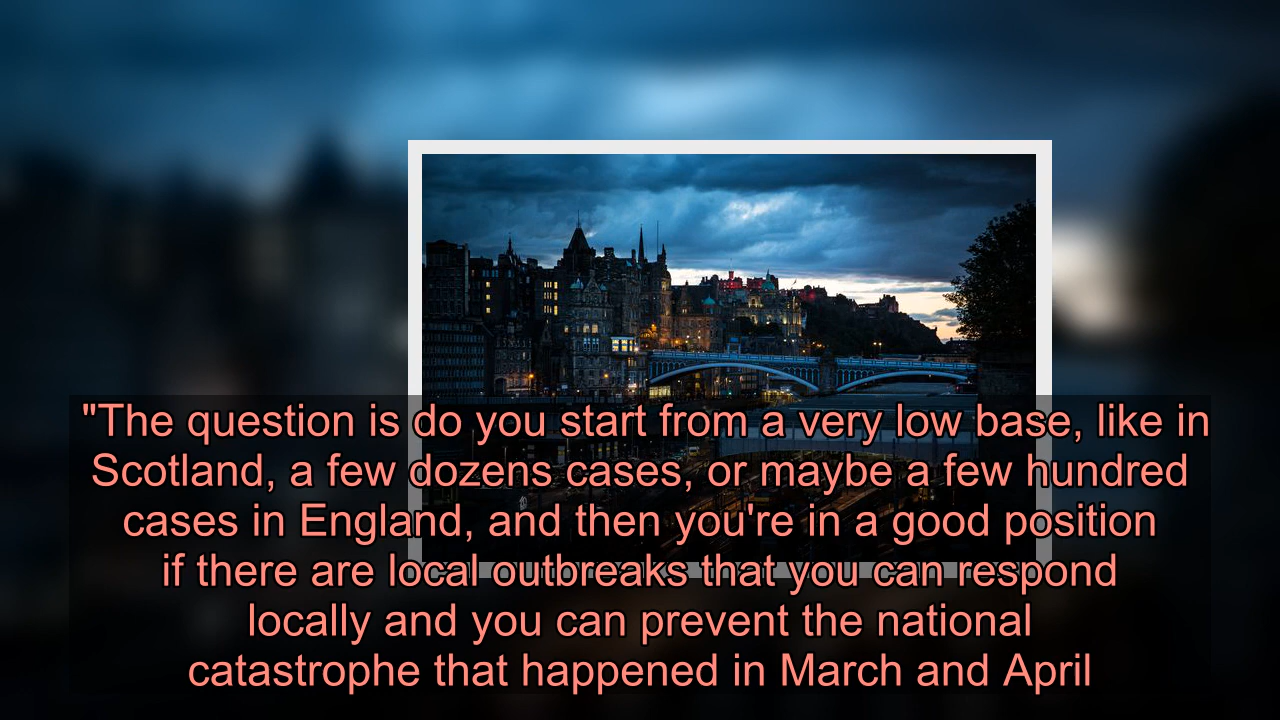 "The question is do you start from a very low base, like in
Scotland, a few dozens cases, or maybe a few hundred
cases in England, and then you're in a good position
if there are local outbreaks that you can respond
locally and you can prevent the national
catastrophe that happened in March and April